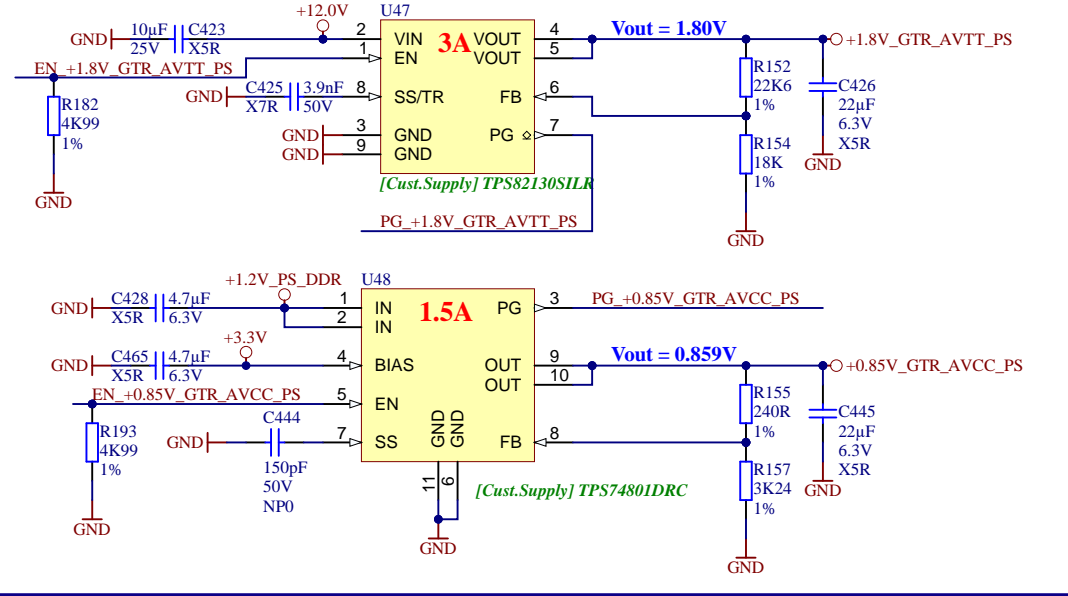 +12.0V
U47
10µF C423
GND
25V X5R
2 VIN 3A VOUT 4
1 EN VOUT 5
Vout = 1.80V
+1.8V_GTR_AVTT_PS
EN_+1.8V_GTR_AVTT_PS
R182
4K99
1%
GND
GND
C425 3.9nF
X7R 50V
8 SS/TR FB 6
GND 3 GND PG 7
GND 9 GND
R152
22K6
1%
C426
22µF
6.3V
X5R
GND
R154
18K
1%
GND
[Cust.Supply] TPS82130SILR
PG_+1.8V_GTR_AVTT_PS
+1.2V_PS_DDR
U48
GND
C428 4.7µF
X5R 6.3V
1 IN 1.5A PG 3
2 IN
PG_+0.85V_GTR_AVCC_PS
+3.3V
GND
C465 4.7µF
X5R 6.3V
4 BIAS OUT 9
OUT 10
Vout = 0.859V
+0.85V_GTR_AVCC_PS
EN_+0.85V_GTR_AVCC_PS
5 EN
R193
4K99
1%
GND
C444
GND
150pF
50V
NP0
7 SS GND GND FB 8
11 6
GND
R155
240R
1%
C445
22µF
6.3V
X5R
GND
R157
3K24
1%
GND
[Cust.Supply] TPS74801DRC